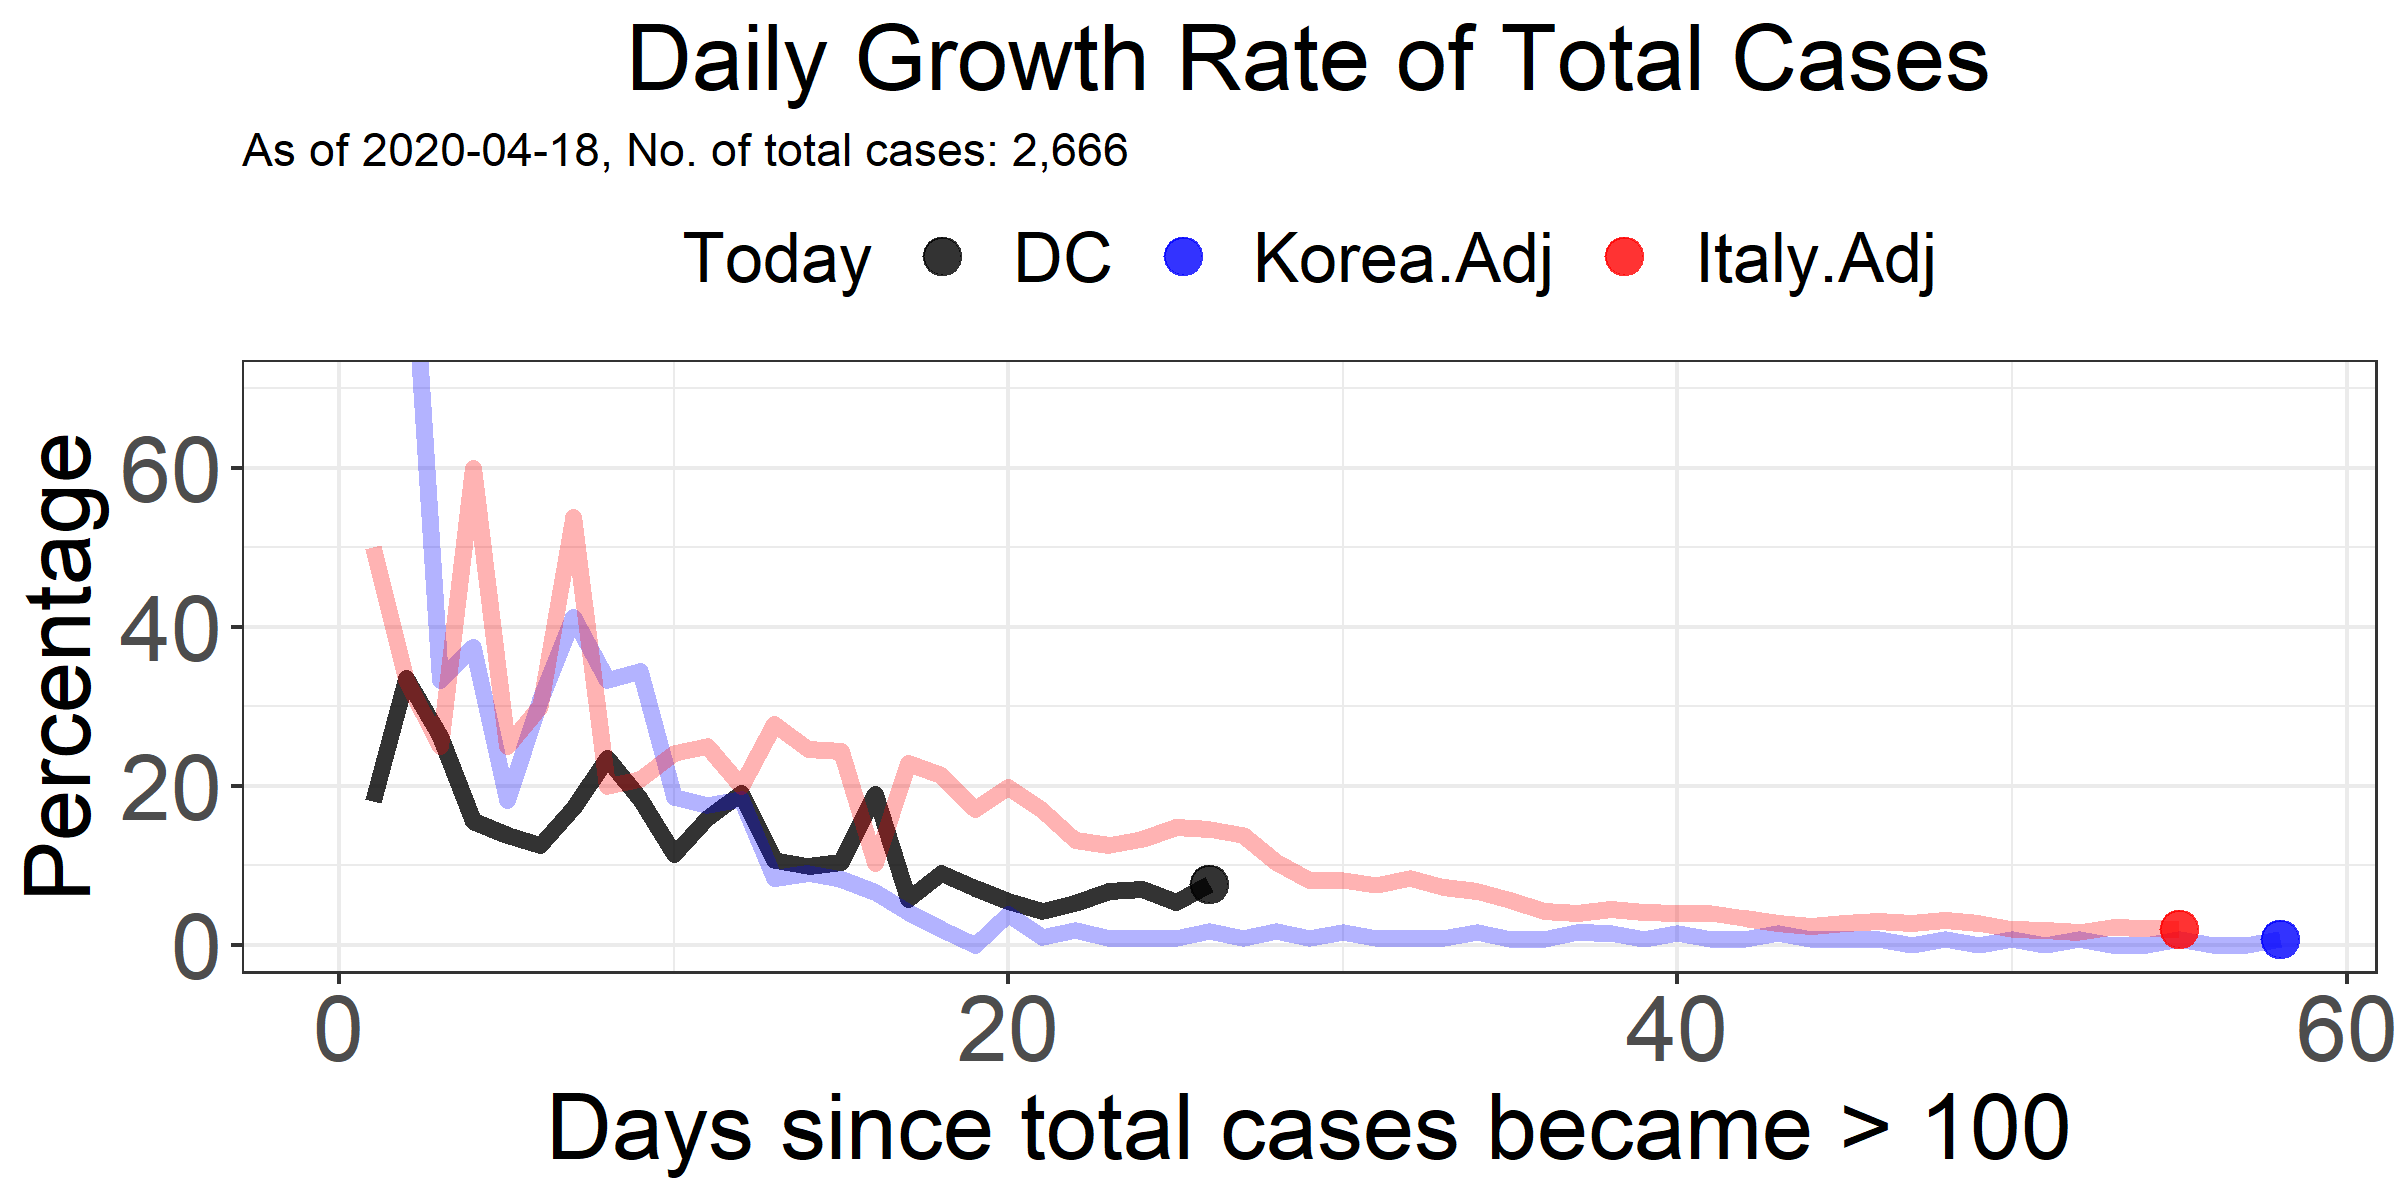 Daily Growth Rate of Total Cases
As of 2020-04-18, No. of total cases: 2,666
Today DC Korea.Adj Italy.Adj
Percentage
60
40
20
0
0 20 40 60
Days since total cases became > 100